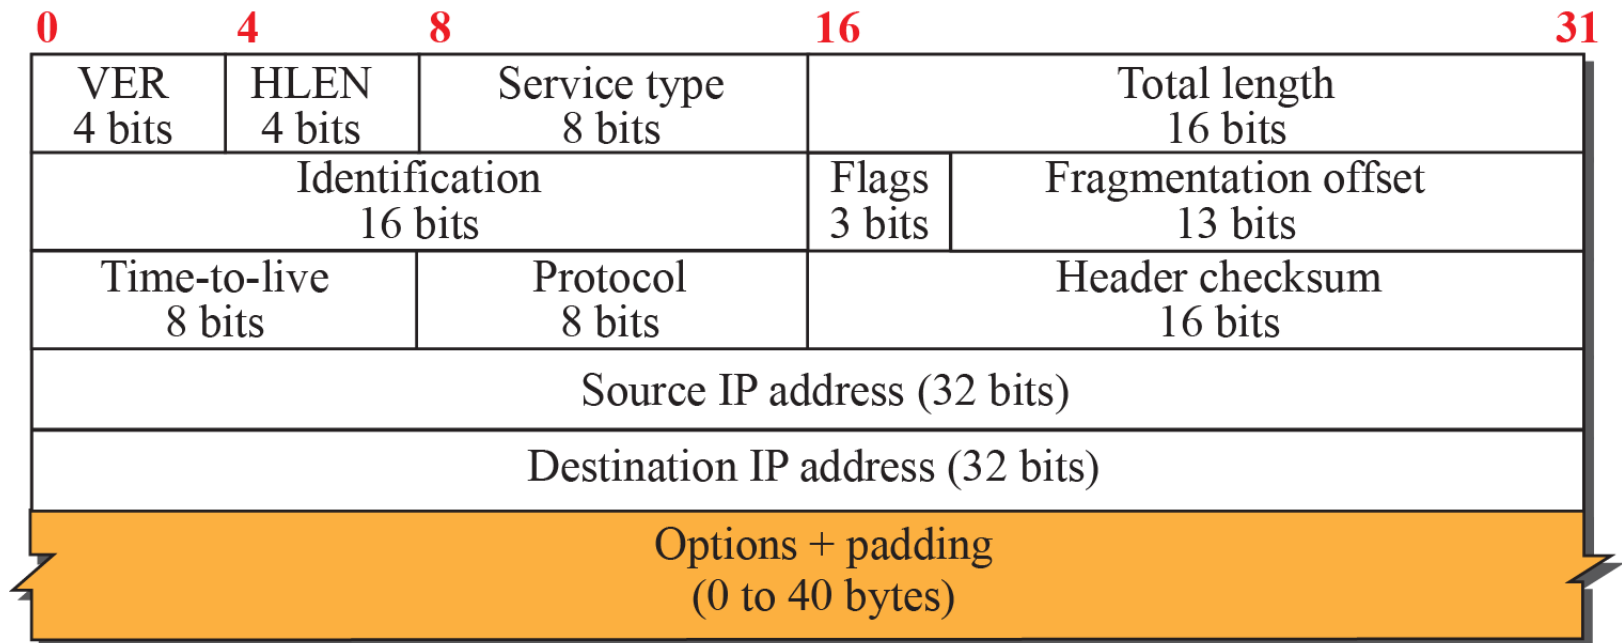 0 4 8 16 31
VER HLEN Service type Total length
4 bits 4 bits 8 bits 16 bits
Identification Flags Fragmentation offset
16 bits 3 bits 13 bits
Time-to-live Protocol Header checksum
8 bits 8 bits 16 bits
Source IP address (32 bits)
Destination IP address (32 bits)
Options + padding
(0 to 40 bytes)